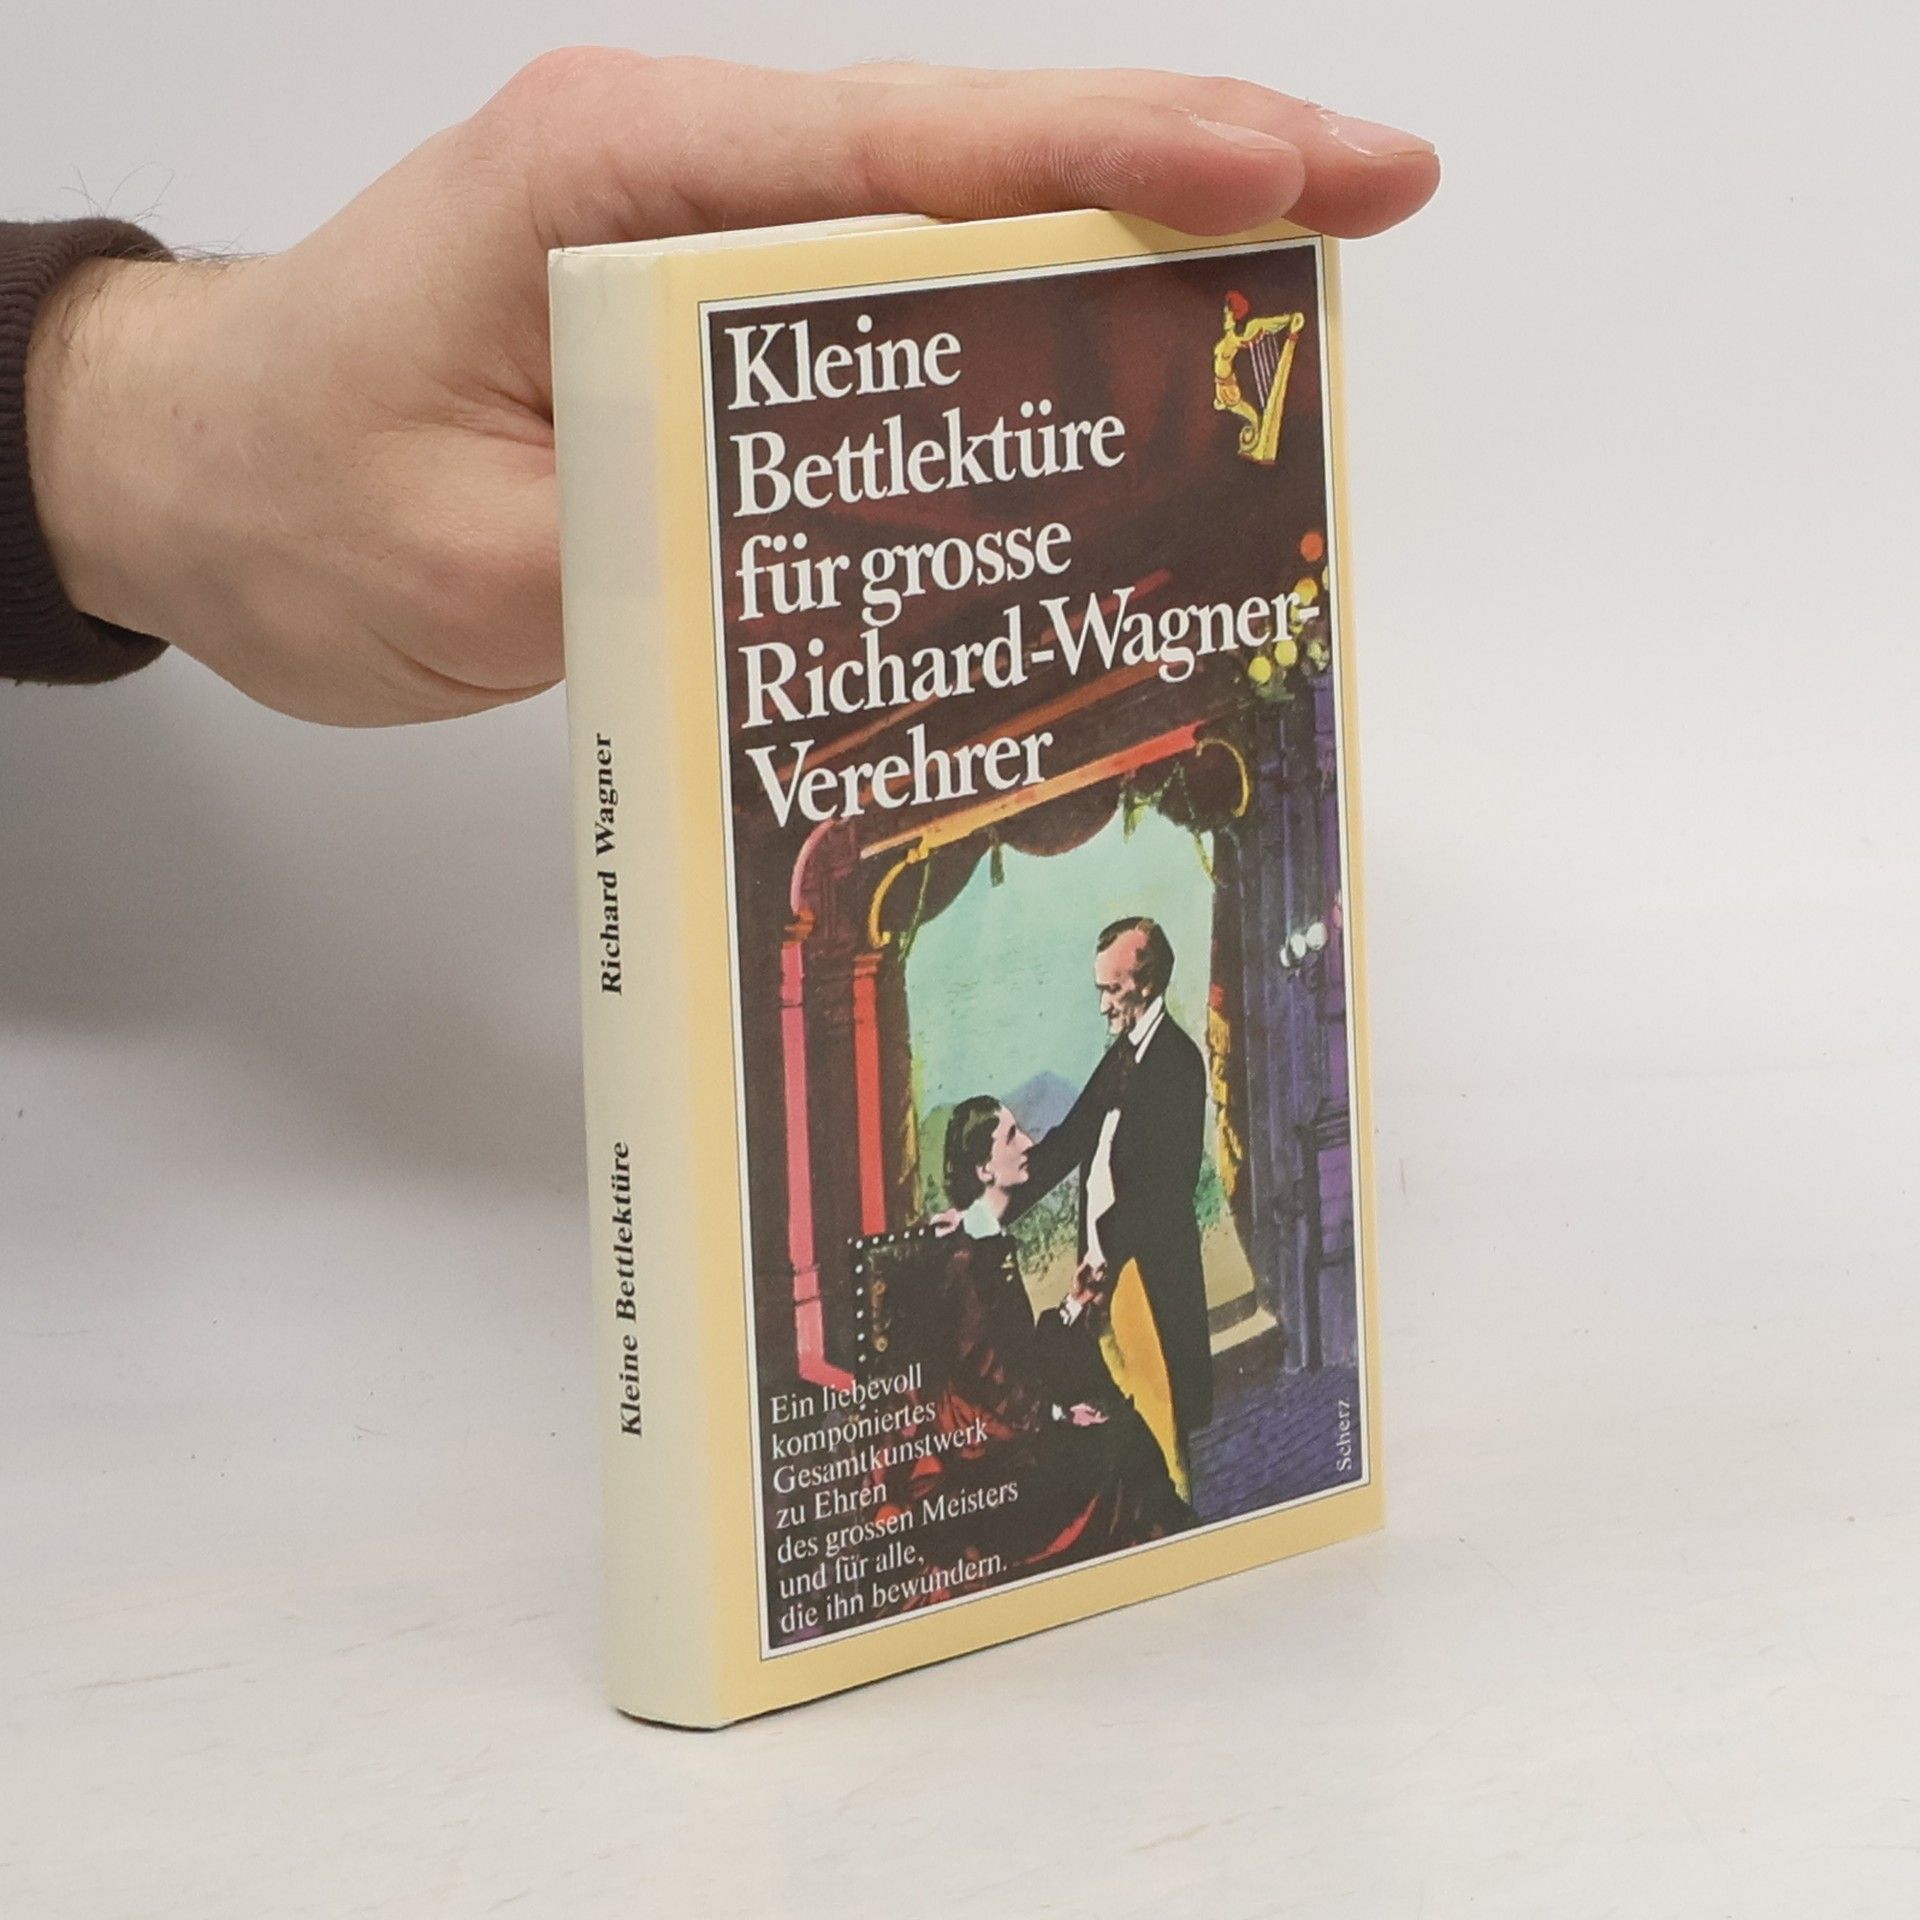 Kleine
Bettlektüre
für grosse
Richard-Wagner-
Verehrer
Ein liebevoll
komponiertes
Gesamtkunstwerk
zu Ehren
des grossen Meisters
und für alle,
die ihn bewundern.
Scherz
Kleine Bettlektüre Richard Wagner